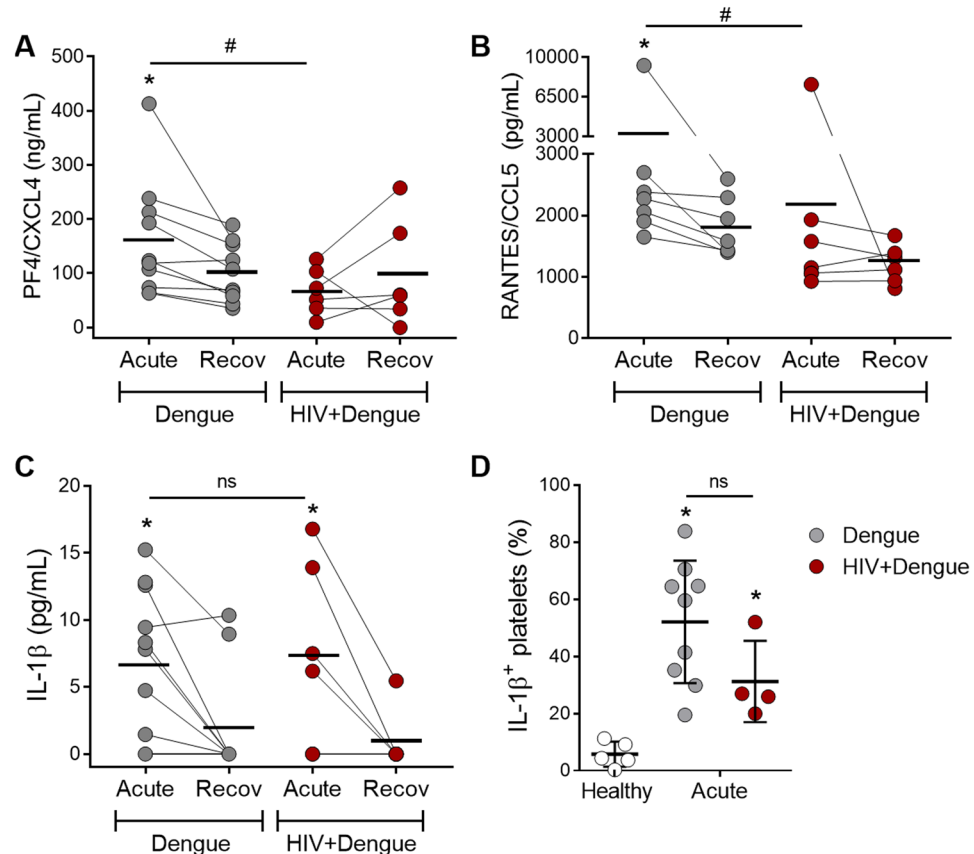 A
PF4/CXCL4 (ng/mL)
500
400
300
200
100
0
#
*
Acute Recov Acute Recov
Dengue HIV+Dengue
B
RANTES/CCL5 (pg/mL)
10000
6500
3000
3000
2000
1000
0
#
*
Acute Recov Acute Recov
Dengue HIV+Dengue
C
IL-1β (pg/mL)
20
15
10
5
0
ns
* *
Acute Recov Acute Recov
Dengue HIV+Dengue
D
IL-1β+ platelets (%)
100
80
60
40
20
0
ns
*
*
Healthy Acute
Dengue
HIV+Dengue